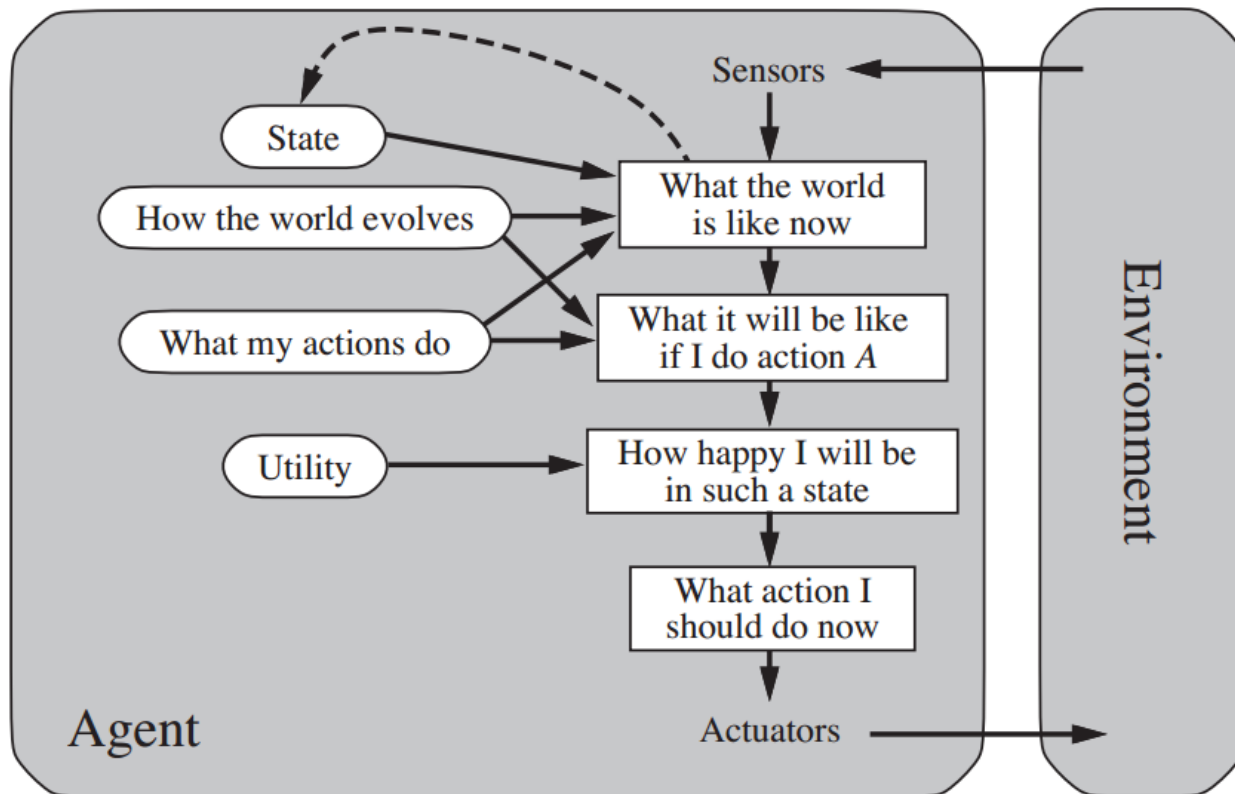 Sensors
State
What the world
is like now
How the world evolves
What it will be like
if I do action A
What my actions do
How happy I will be
in such a state
Utility
What action I
should do now
Agent
Actuators
Environment